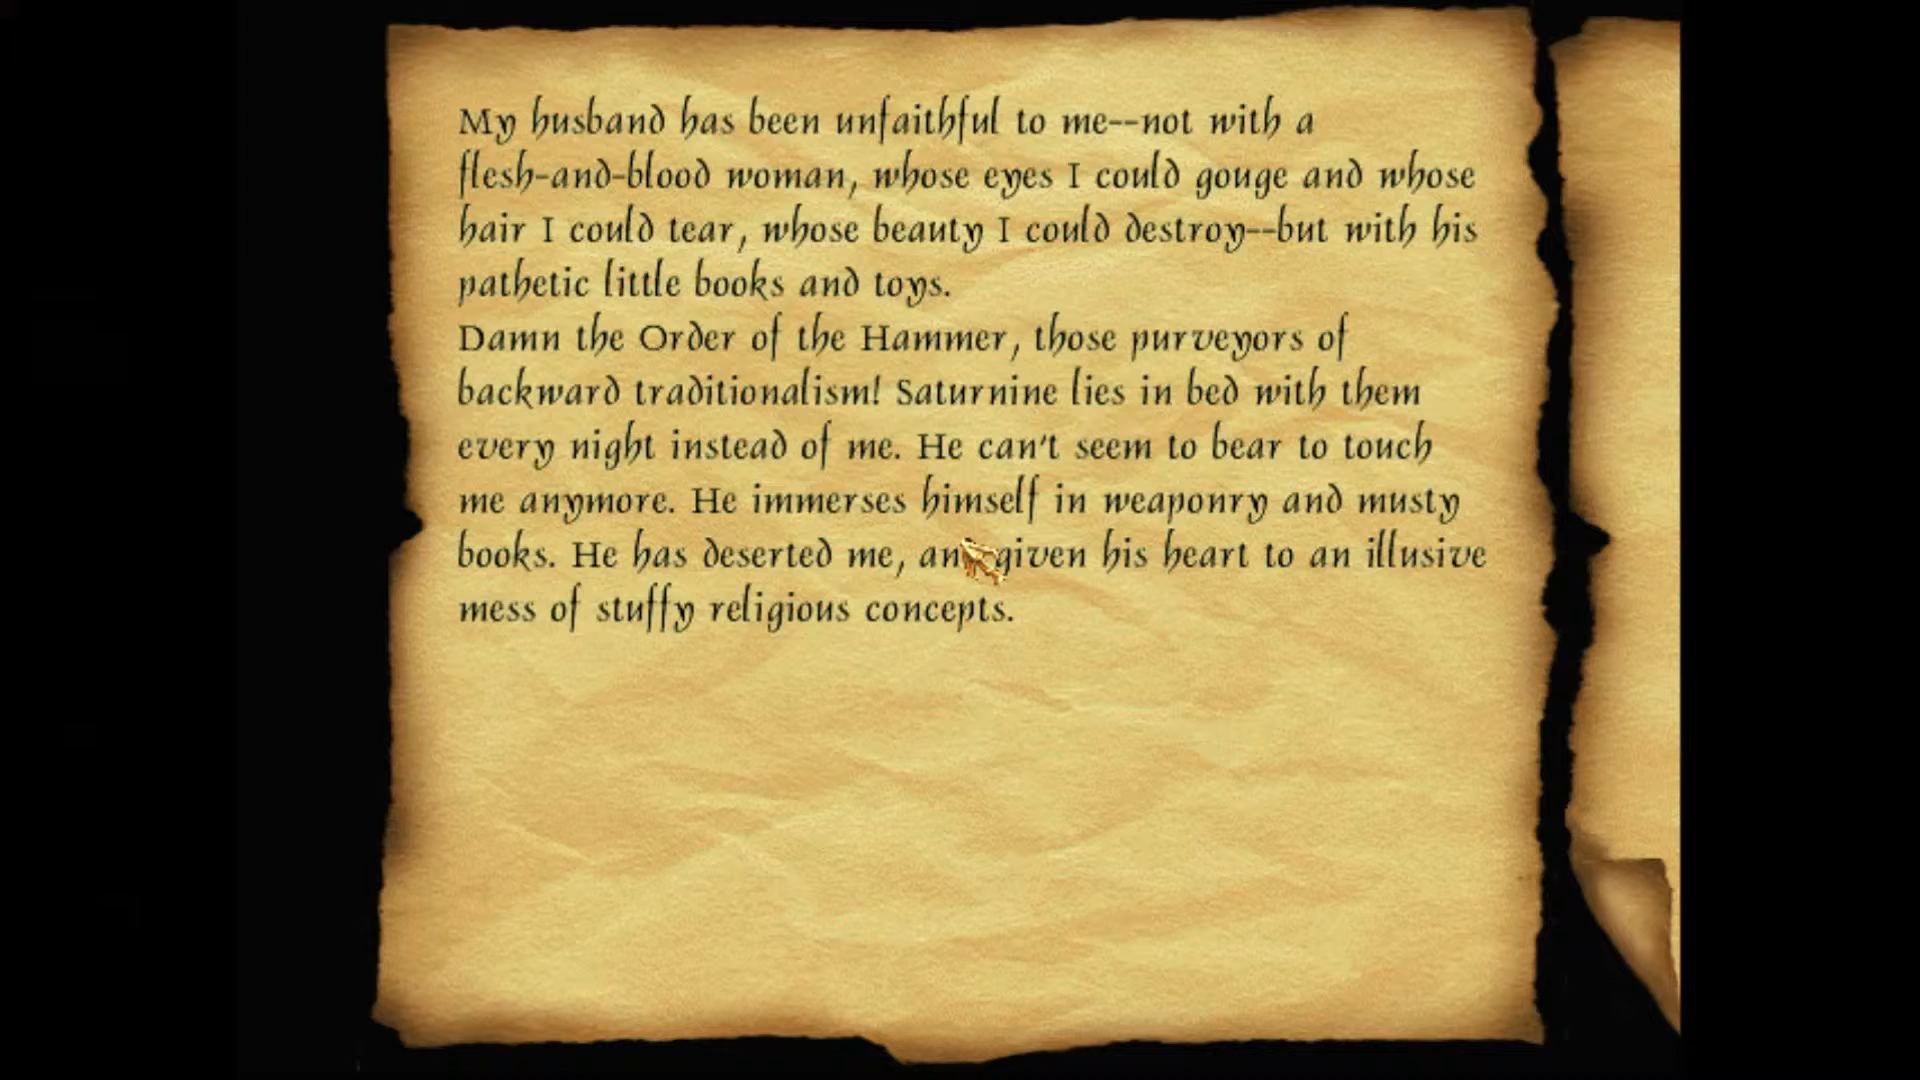 My husband has been unfaithful to me--not with a
flesh-and-blood woman, whose eyes I could gouge and whose
hair I could tear, whose beauty I could destroy--but with his
pathetic little books and toys.
Damn the Order of the Hammer, those purveyors of
backward traditionalism! Saturnine lies in bed with them
every night instead of me. He can't seem to bear to touch
me anymore. He immerses himself in weaponry and musty
books. He has deserted me, and given his heart to an illusive
mess of stuffy religious concepts.